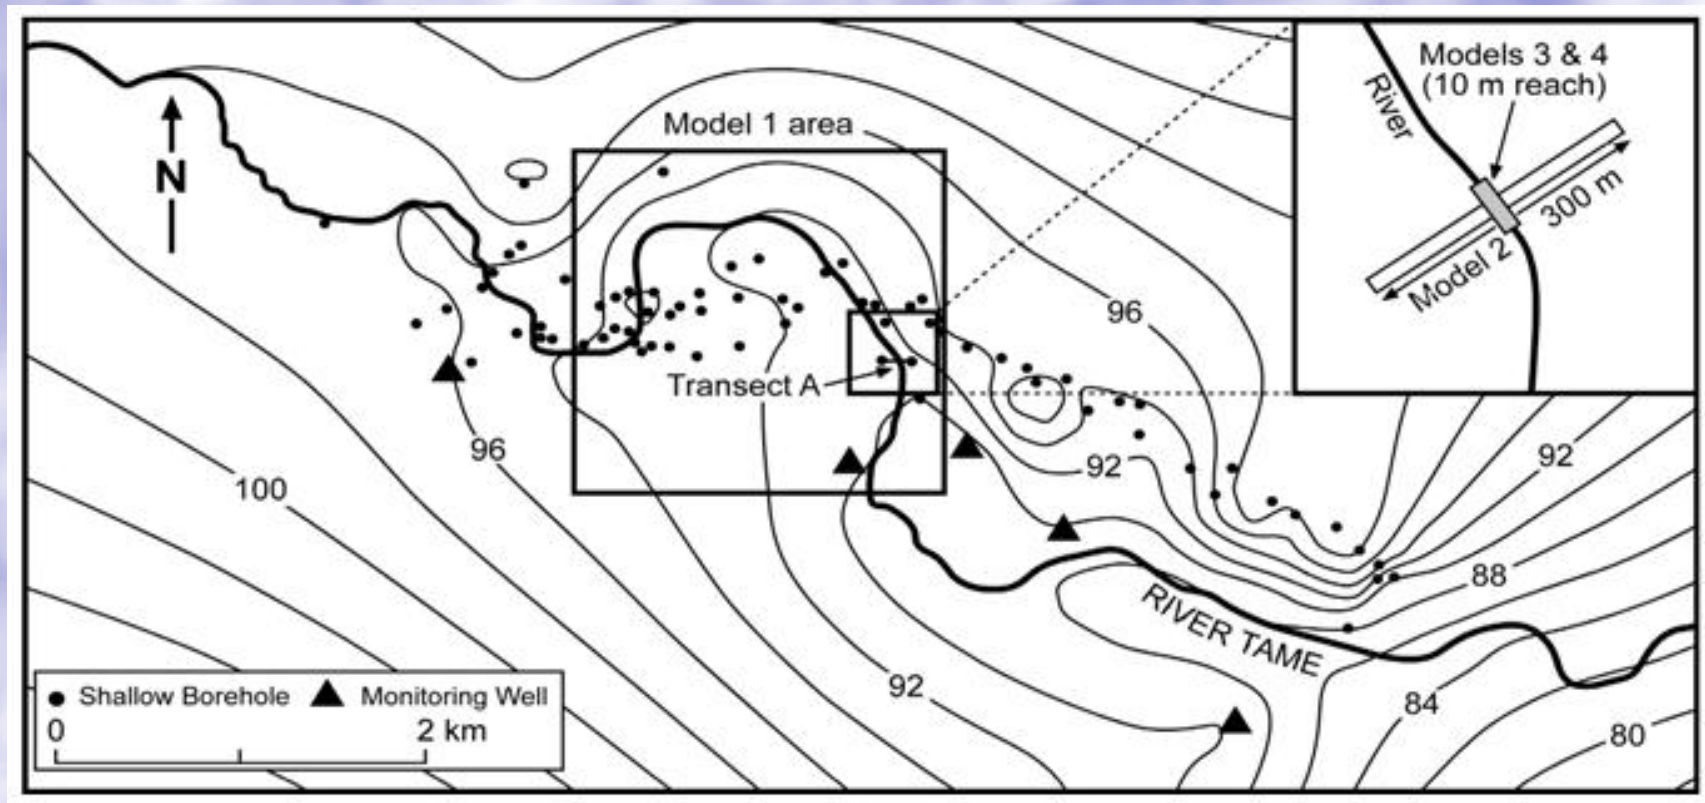 Models 3 & 4
(10 m reach)
River
300 m
Model 2
Model 1 area
N
96
Transect A
96
92
92
100
88
RIVER TAME
92
84
80
Shallow Borehole
Monitoring Well
0
2 km